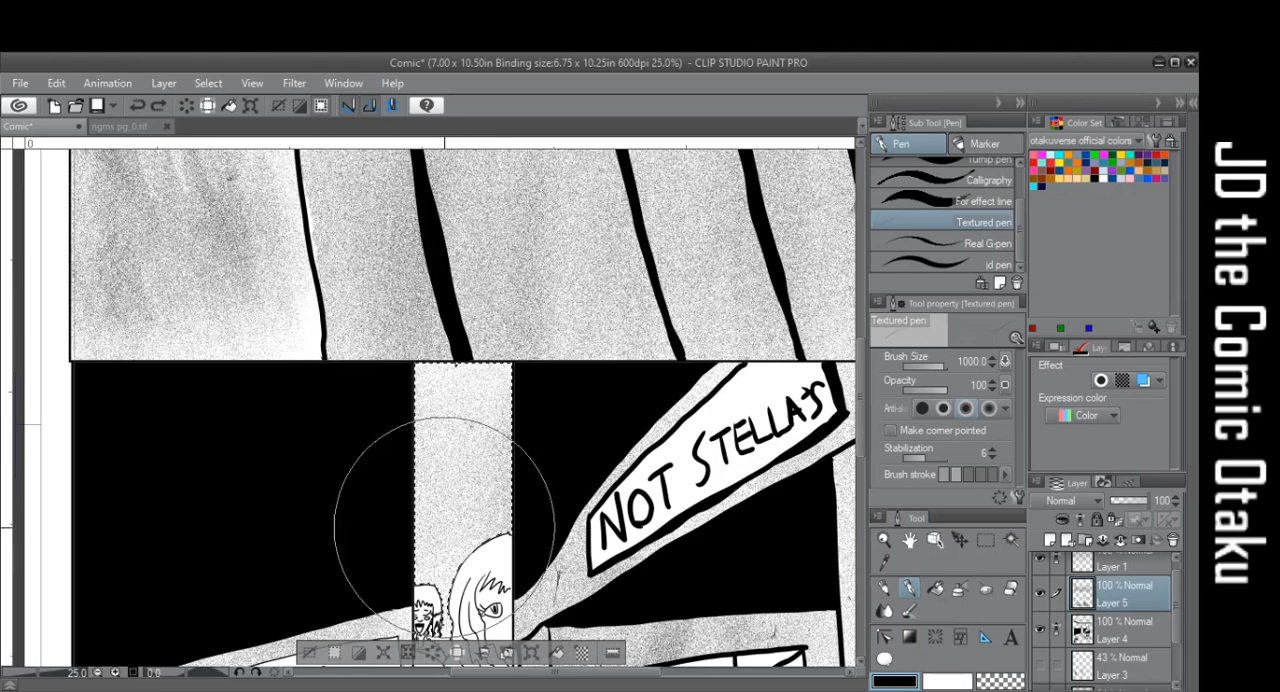 Comic* (7.00 x 10.50in Binding size:6.75 x 10.25in 600dpi 25.0%) - CLIP STUDIO PAINT PRO
File Edit Animation Layer Select View Filter Window Help
Comic* ngms pg_0.tif
0
Sub Tool [Pen]
Color Set
Pen Marker
otakuverse official colors
Turnip pen
Calligraphy
For effect line
Textured pen
Real G-pen
jd pen
Tool property [Textured pen]
Textured pen
Brush Size 1000.0
Opacity 100
Make corner pointed
Stabilization 6
Brush stroke
Tool
Effect
Expression color
Color
Layer
Normal 100
Layer 1
100 % Normal
Layer 5
100 % Normal
Layer 4
43 % Normal
Layer 3
NOT STELLA'S
25.0 0.0
JD the Comic Otaku